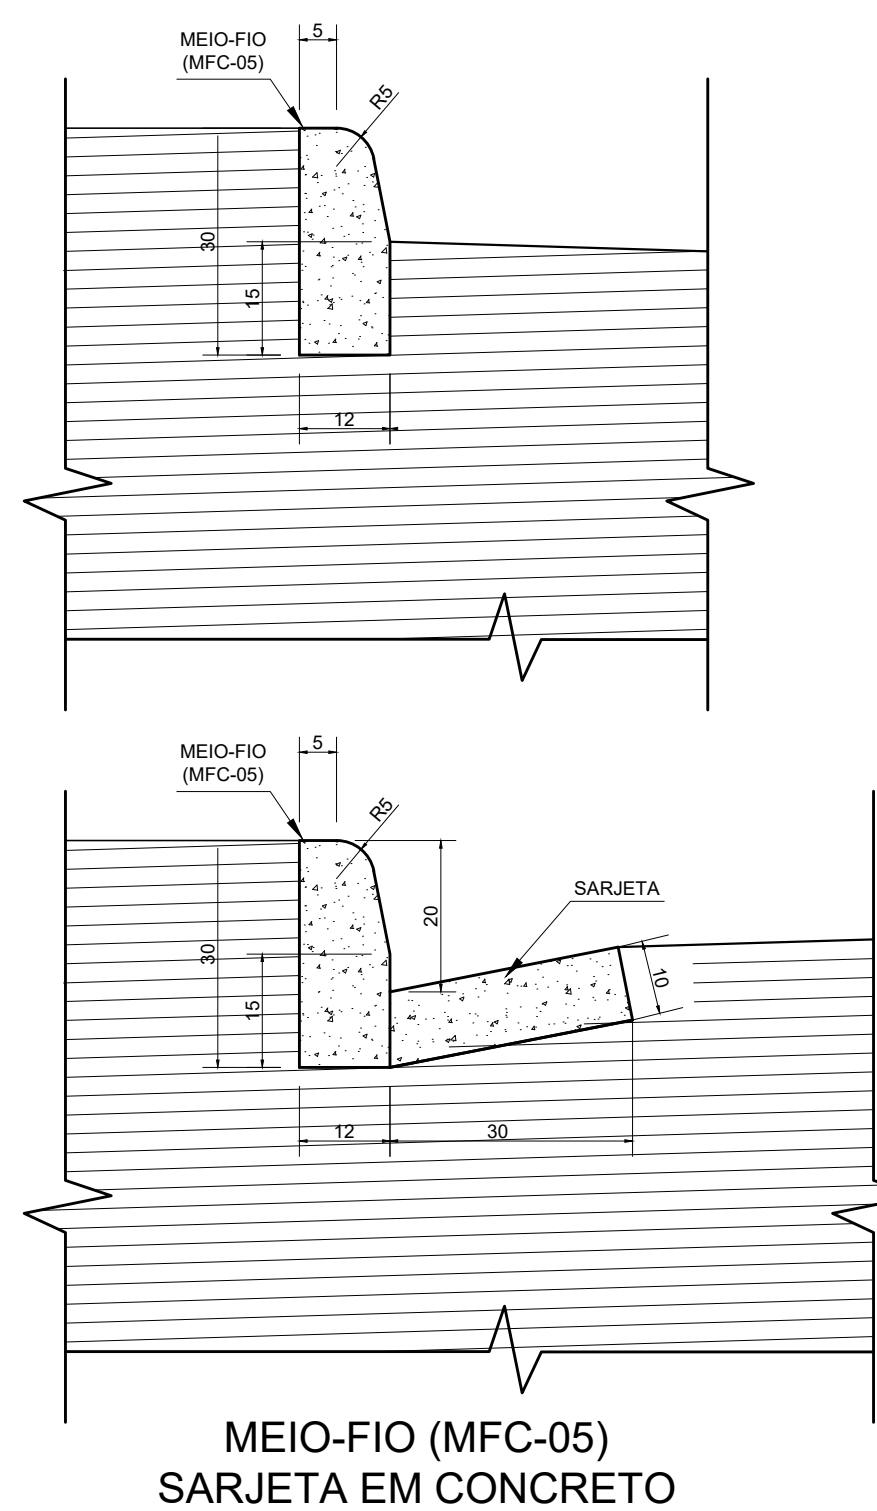 5
MEIO-FIO
(MFC-05)
R5
30
15
12
5
MEIO-FIO
(MFC-05)
R5
20
SARJETA
30
10
15
12
30
MEIO-FIO (MFC-05)
SARJETA EM CONCRETO